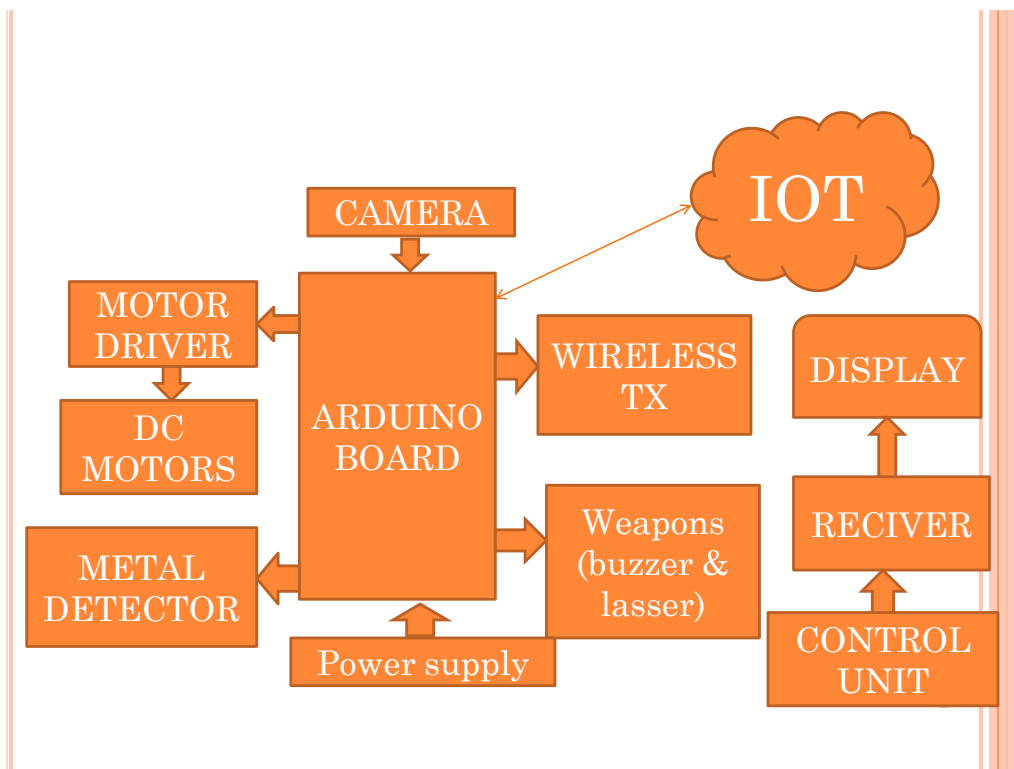 IOT
CAMERA
MOTOR
DRIVER
WIRELESS
TX
DISPLAY
ARDUINO
BOARD
DC
MOTORS
Weapons
(buzzer &
lasser)
RECIVER
METAL
DETECTOR
CONTROL
UNIT
Power supply